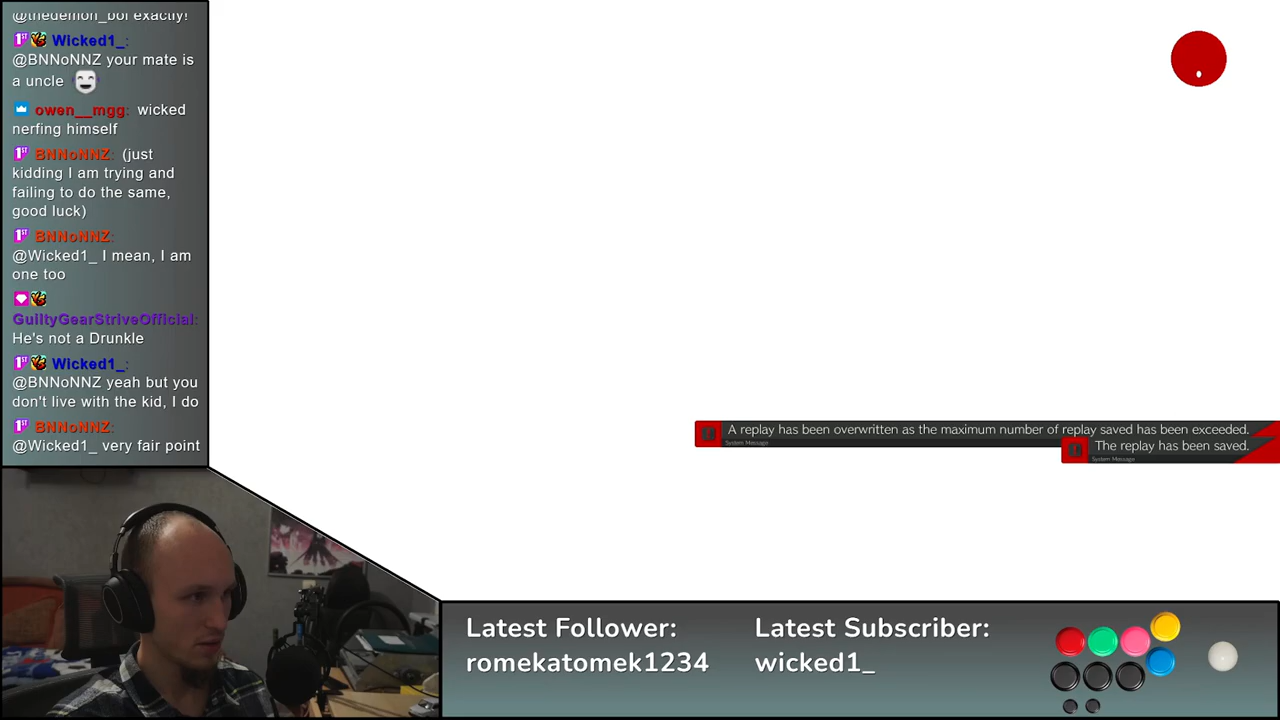 @thedemon_boi exactly!
Wicked1_:
@BNNoNNZ your mate is
a uncle
owen__mgg: wicked
nerfing himself
BNNoNNZ: (just
kidding I am trying and
failing to do the same,
good luck)
BNNoNNZ:
@Wicked1_ I mean, I am
one too
GuiltyGearStriveOfficial:
He's not a Drunkle
Wicked1_:
@BNNoNNZ yeah but you
don't live with the kid, I do
BNNoNNZ:
@Wicked1_ very fair point
A replay has been overwritten as the maximum number of replay saved has been exceeded.
System Message
The replay has been saved.
System Message
Latest Follower:
romekatomek1234
Latest Subscriber:
wicked1_